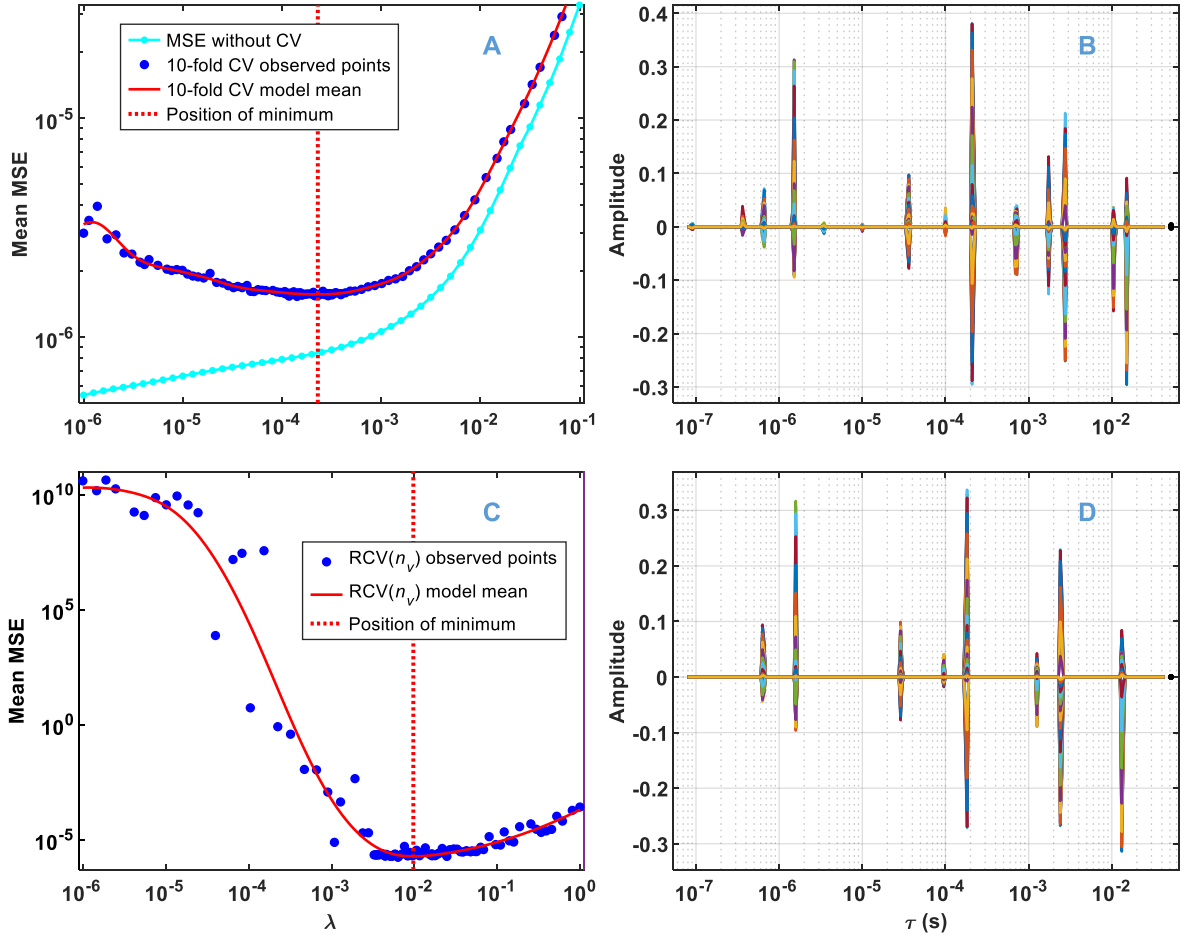 A
MSE without CV
10-fold CV observed points
10-fold CV model mean
Position of minimum
Mean MSE
10^-5
10^-6
10^-6 10^-5 10^-4 10^-3 10^-2 10^-1
B
Amplitude
0.4
0.3
0.2
0.1
0
-0.1
-0.2
-0.3
10^-7 10^-6 10^-5 10^-4 10^-3 10^-2
C
RCV(n_v) observed points
RCV(n_v) model mean
Position of minimum
Mean MSE
10^10
10^5
10^0
10^-5
10^-6 10^-5 10^-4 10^-3 10^-2 10^-1 10^0
λ
D
Amplitude
0.3
0.2
0.1
0
-0.1
-0.2
-0.3
10^-7 10^-6 10^-5 10^-4 10^-3 10^-2
τ (s)